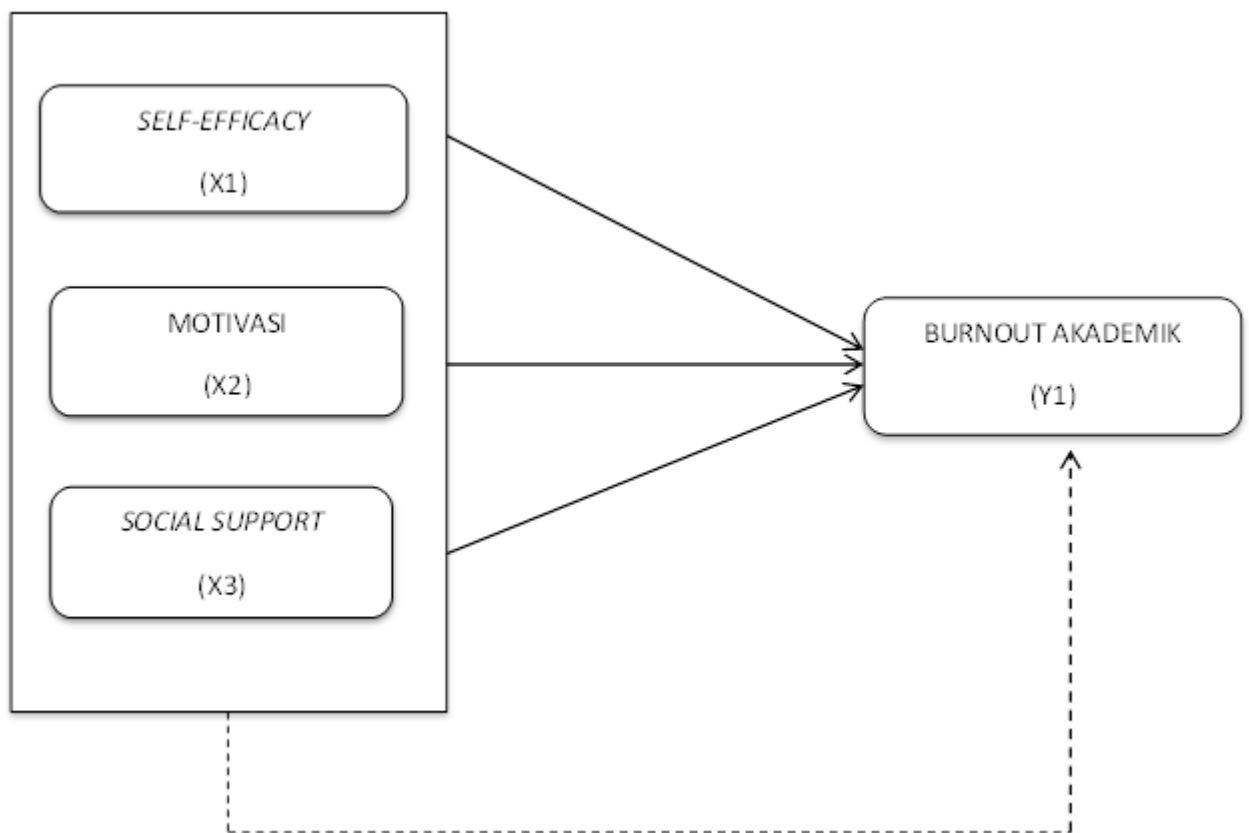 SELF-EFFICACY
(X1)
MOTIVASI
(X2)
SOCIAL SUPPORT
(X3)
BURNOUT AKADEMIK
(Y1)